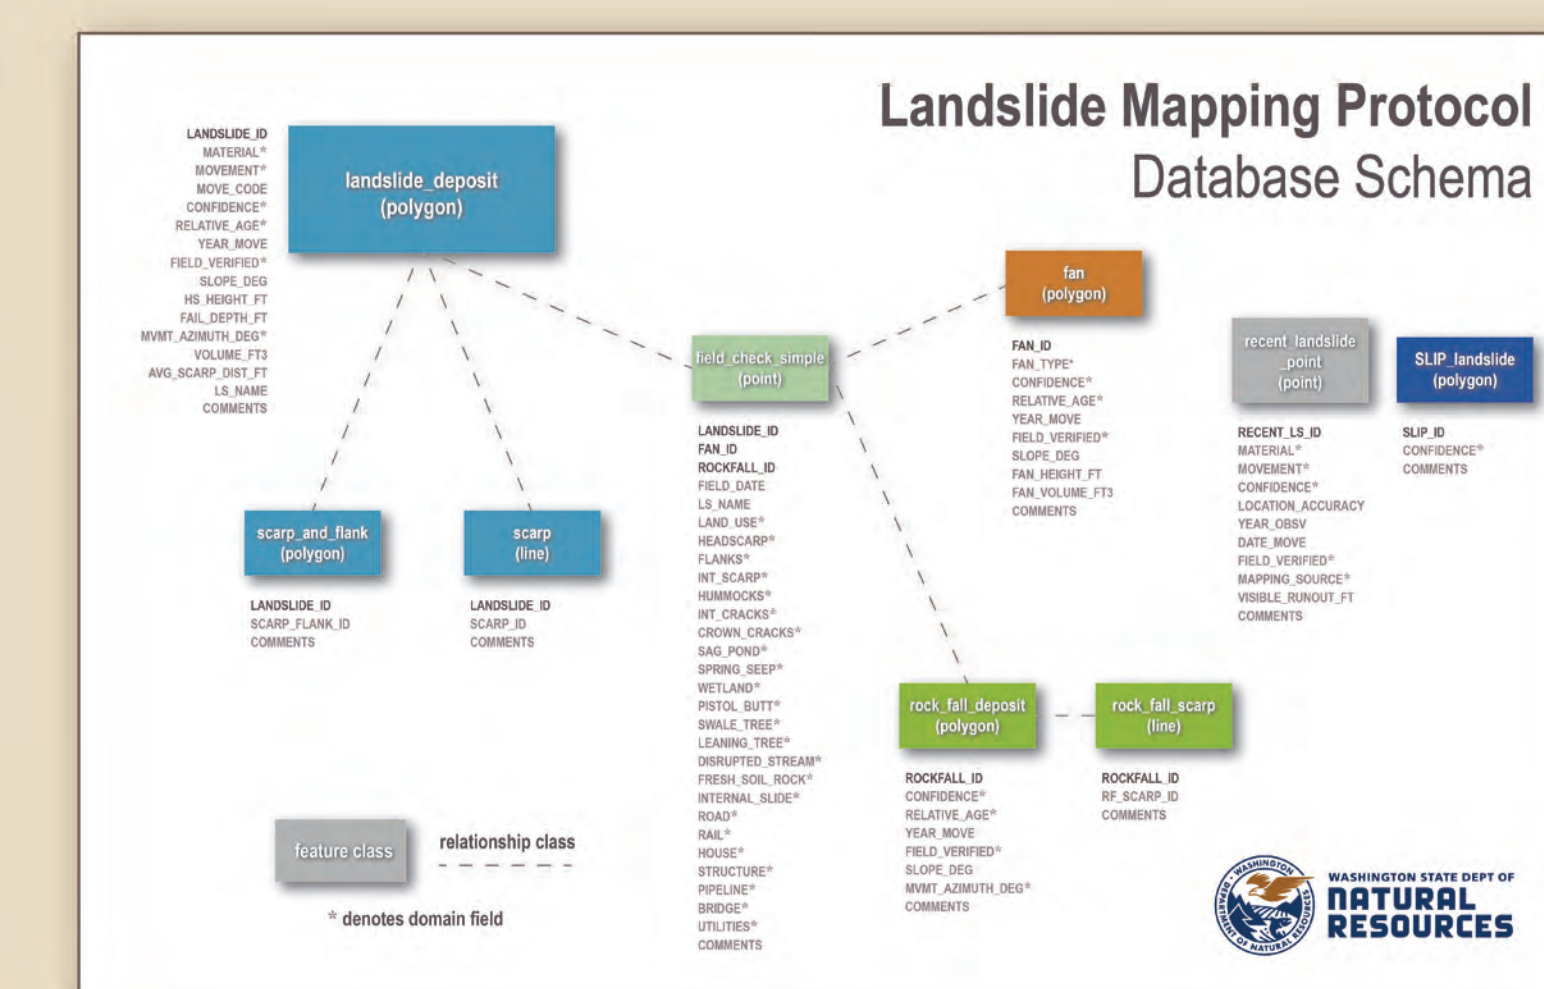 Landslide Mapping Protocol
Database Schema
landslide_deposit
(polygon)
LANDSLIDE_ID
MATERIAL*
MOVEMENT*
MOVE_CODE
CONFIDENCE*
RELATIVE_AGE*
YEAR_MOVE
FIELD_VERIFIED*
SLOPE_DEG
HS_HEIGHT_FT
FAIL_DEPTH_FT
MVMT_AZIMUTH_DEG*
VOLUME_FT3
AVG_SCARP_DIST_FT
LS_NAME
COMMENTS
scarp_and_flank
(polygon)
LANDSLIDE_ID
SCARP_FLANK_ID
COMMENTS
scarp
(line)
LANDSLIDE_ID
SCARP_ID
COMMENTS
field_check_simple
(point)
LANDSLIDE_ID
FAN_ID
ROCKFALL_ID
FIELD_DATE
LS_NAME
LAND_USE*
HEADSCARP*
FLANKS*
INT_SCARP*
HUMMOCKS*
INT_CRACKS*
CROWN_CRACKS*
SAG_POND*
SPRING_SEEP*
WETLAND*
PISTOL_BUTT*
SWALE_TREE*
LEANING_TREE*
DISRUPTED_STREAM*
FRESH_SOIL_ROCK*
INTERNAL_SLIDE*
ROAD*
RAIL*
HOUSE*
STRUCTURE*
PIPELINE*
BRIDGE*
UTILITIES*
COMMENTS
fan
(polygon)
FAN_ID
FAN_TYPE*
CONFIDENCE*
RELATIVE_AGE*
YEAR_MOVE
FIELD_VERIFIED*
SLOPE_DEG
FAN_HEIGHT_FT
FAN_VOLUME_FT3
COMMENTS
recent_landslide
_point
(point)
RECENT_LS_ID
MATERIAL*
MOVEMENT*
CONFIDENCE*
LOCATION_ACCURACY
YEAR_OBSV
DATE_MOVE
FIELD_VERIFIED*
MAPPING_SOURCE*
VISIBLE_RUNOUT_FT
COMMENTS
SLIP_landslide
(polygon)
SLIP_ID
CONFIDENCE*
COMMENTS
rock_fall_deposit
(polygon)
ROCKFALL_ID
CONFIDENCE*
RELATIVE_AGE*
YEAR_MOVE
FIELD_VERIFIED*
SLOPE_DEG
MVMT_AZIMUTH_DEG*
COMMENTS
rock_fall_scarp
(line)
ROCKFALL_ID
RF_SCARP_ID
COMMENTS
feature class
relationship class
* denotes domain field
WASHINGTON
DEPARTMENT OF NATURAL RESOURCES
WASHINGTON STATE DEPT OF
NATURAL
RESOURCES